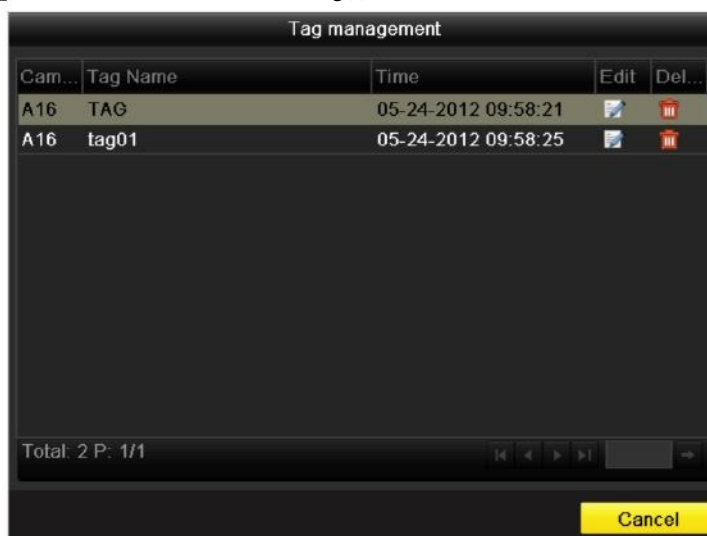 Tag management
Cam... Tag Name Time Edit Del...
A16 TAG 05-24-2012 09:58:21
A16 tag01 05-24-2012 09:58:25
Total: 2 P: 1/1
Cancel